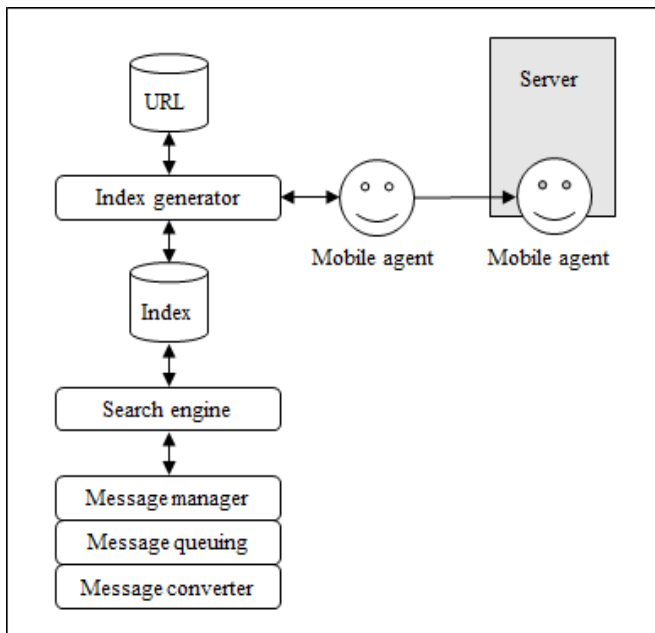 Server
URL
Index generator
Mobile agent
Mobile agent
Index
Search engine
Message manager
Message queuing
Message converter